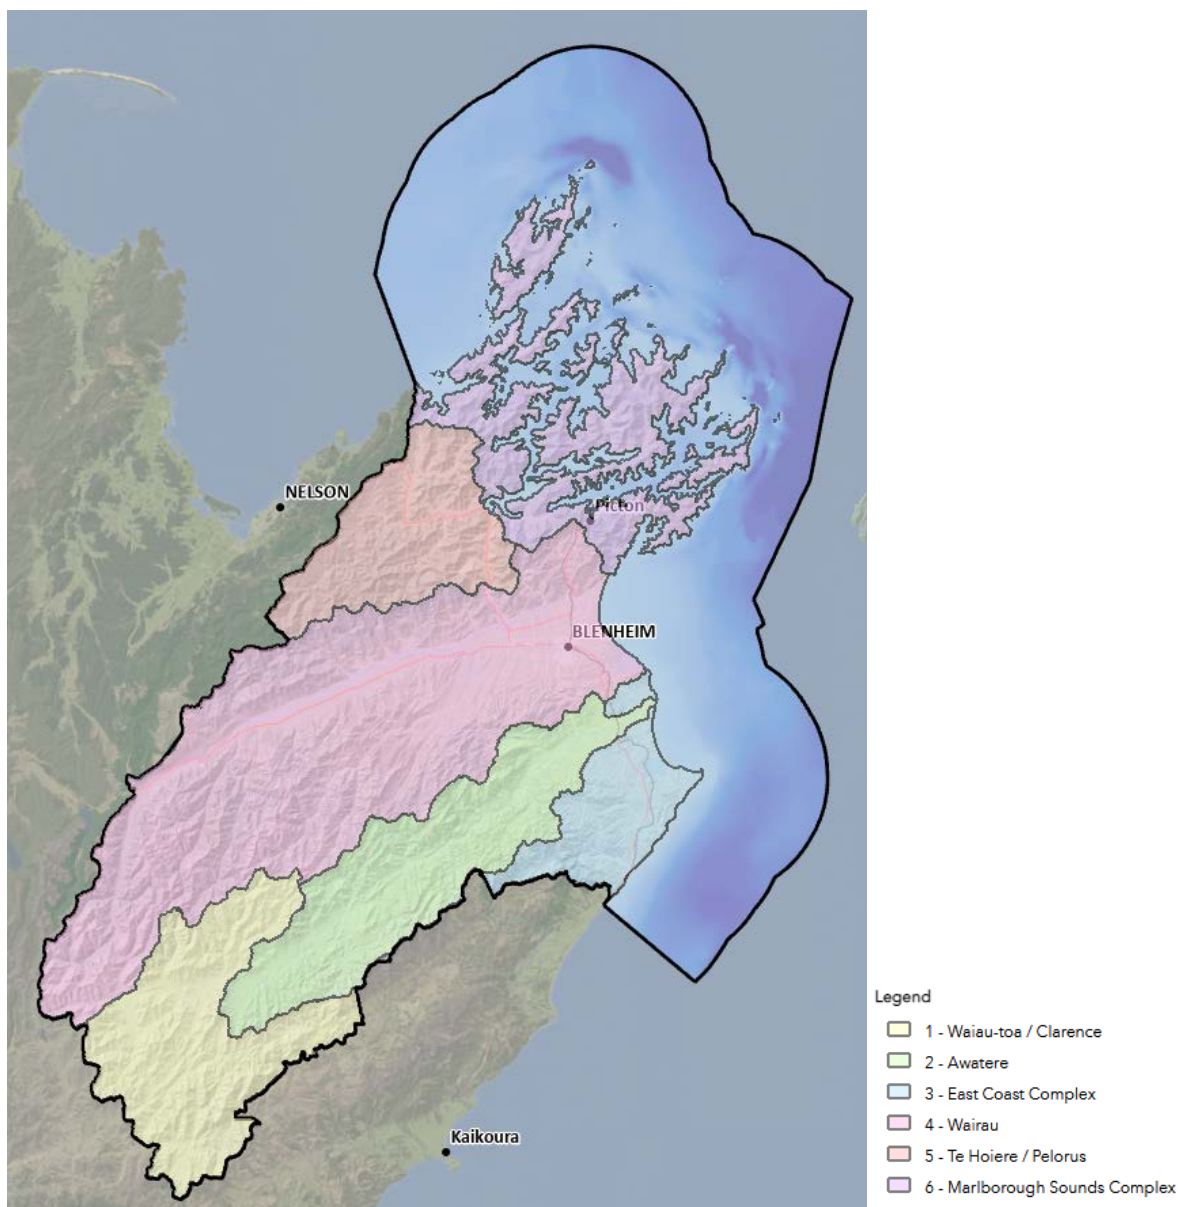 NELSON
Picton
BLENHEIM
Kaikoura
Legend
1 - Waiau-toa / Clarence
2 - Awatere
3 - East Coast Complex
4 - Wairau
5 - Te Hoiere / Pelorus
6 - Marlborough Sounds Complex